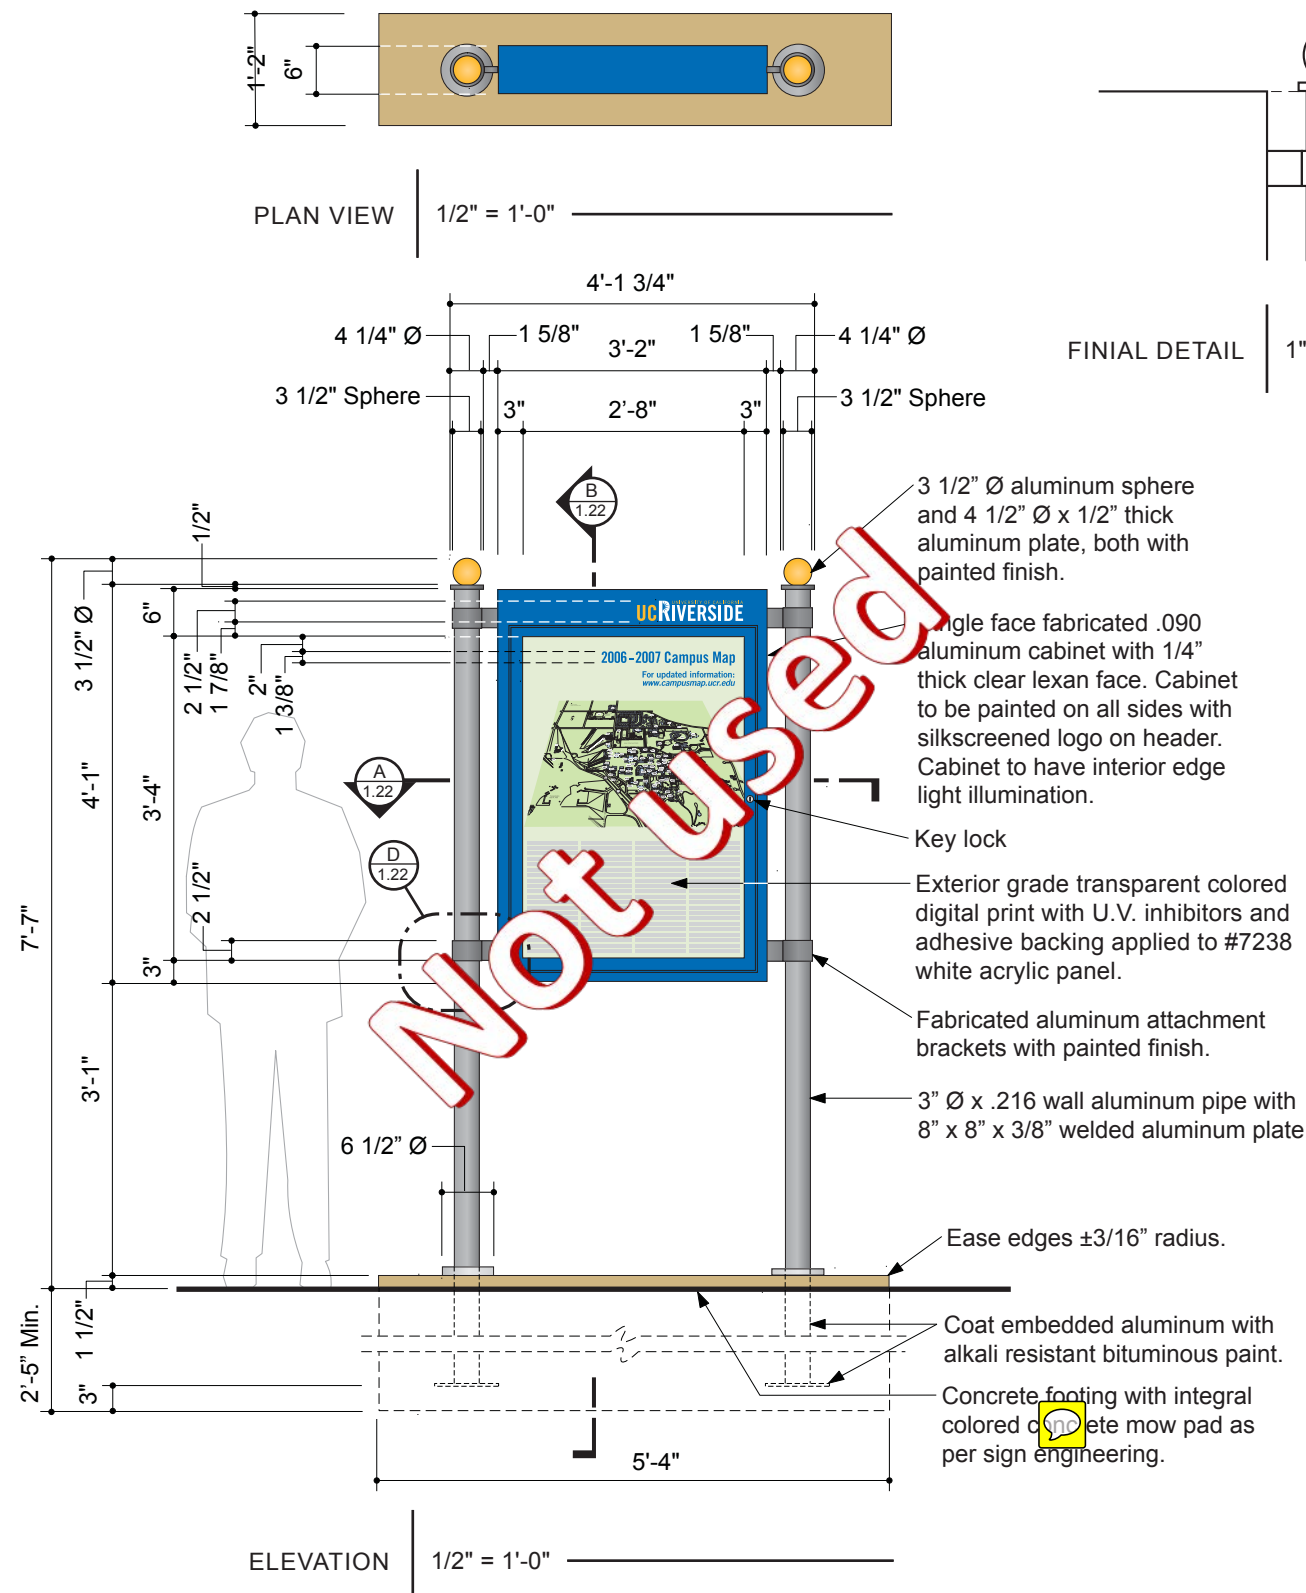 1'-2"
6"
PLAN VIEW
1/2" = 1'-0"
FINIAL DETAIL
1"
4'-1 3/4"
4 1/4" Ø
1 5/8"
3'-2"
1 5/8"
4 1/4" Ø
3 1/2" Sphere
3"
2’-8"
3"
3 1/2" Sphere
B
1.22
3 1/2” Ø aluminum sphere
and 4 1/2” Ø x 1/2” thick
aluminum plate, both with
painted finish.
1/2"
3 1/2" Ø
6"
2 1/2"
1 7/8"
2"
1 3/8"
UNIVERSITY OF CALIFORNIA
UCRIVERSIDE
2006-2007 Campus Map
For updated information:
www.campusmap.ucr.edu
ngle face fabricated .090
aluminum cabinet with 1/4”
thick clear lexan face. Cabinet
to be painted on all sides with
silkscreened logo on header.
Cabinet to have interior edge
light illumination.
A
1.22
4'-1"
3'-4"
Key lock
D
1.22
2 1/2"
Exterior grade transparent colored
digital print with U.V. inhibitors and
adhesive backing applied to #7238
white acrylic panel.
7'-7"
3"
Not used
Fabricated aluminum attachment
brackets with painted finish.
3'-1"
3” Ø x .216 wall aluminum pipe with
8” x 8” x 3/8” welded aluminum plate
6 1/2” Ø
Ease edges ±3/16” radius.
2’-5” Min.
1 1/2"
3"
Coat embedded aluminum with
alkali resistant bituminous paint.
Concrete footing with integral
colored concrete mow pad as
per sign engineering.
5'-4"
ELEVATION
1/2" = 1'-0"